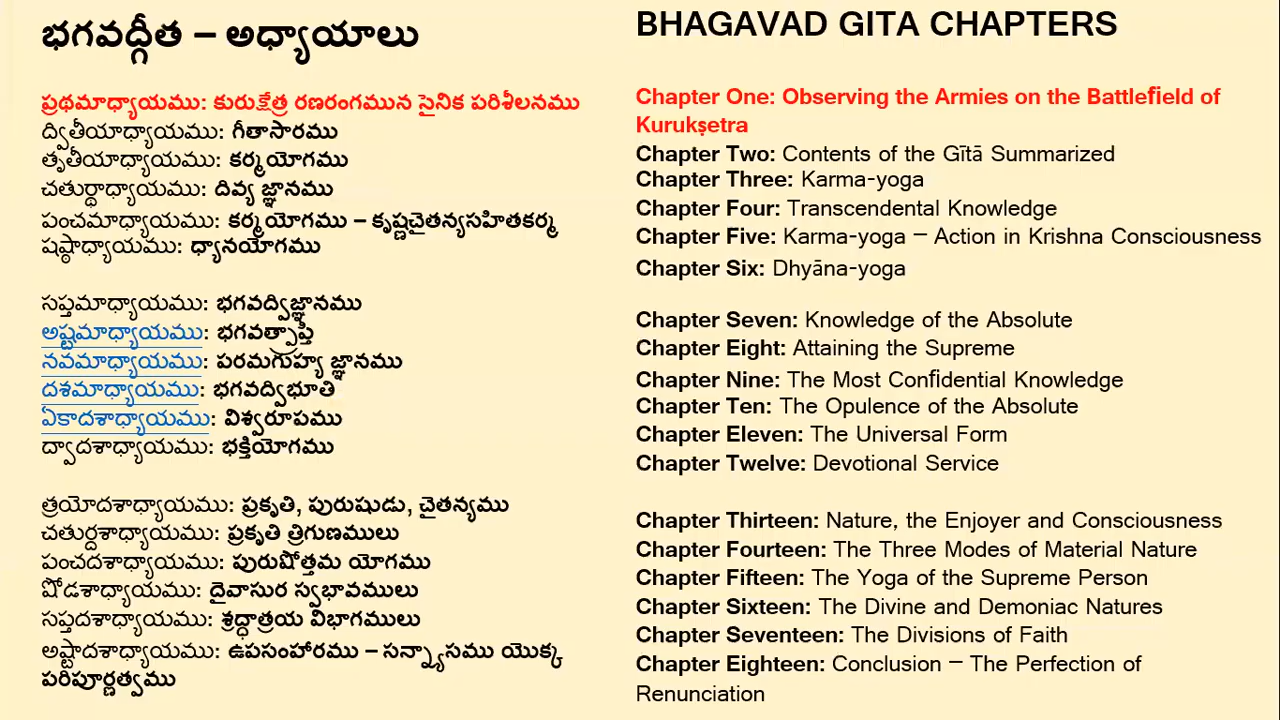 భగవద్గీత – అధ్యాయాలు
ప్రథమాధ్యాయము: కురుక్షేత్ర రణరంగమున సైనిక పరిశీలనము
ద్వితీయాధ్యాయము: గీతాసారము
తృతీయాధ్యాయము: కర్మయోగము
చతుర్థాధ్యాయము: దివ్య జ్ఞానము
పంచమాధ్యాయము: కర్మయోగము – కృష్ణచైతన్యసహితకర్మ
షష్ఠాధ్యాయము: ధ్యానయోగము
సప్తమాధ్యాయము: భగవద్విజ్ఞానము
అష్టమాధ్యాయము: భగవత్ప్రాప్తి
నవమాధ్యాయము: పరమగుహ్య జ్ఞానము
దశమాధ్యాయము: భగవద్విభూతి
ఏకాదశాధ్యాయము: విశ్వరూపము
ద్వాదశాధ్యాయము: భక్తియోగము
త్రయోదశాధ్యాయము: ప్రకృతి, పురుషుడు, చైతన్యము
చతుర్దశాధ్యాయము: ప్రకృతి త్రిగుణములు
పంచదశాధ్యాయము: పురుషోత్తమ యోగము
షోడశాధ్యాయము: దైవాసుర స్వభావములు
సప్తదశాధ్యాయము: శ్రద్ధాత్రయ విభాగములు
అష్టాదశాధ్యాయము: ఉపసంహారము – సన్న్యాసము యొక్క
పరిపూర్ణత్వము
BHAGAVAD GITA CHAPTERS
Chapter One: Observing the Armies on the Battlefield of
Kurukṣetra
Chapter Two: Contents of the Gītā Summarized
Chapter Three: Karma-yoga
Chapter Four: Transcendental Knowledge
Chapter Five: Karma-yoga – Action in Krishna Consciousness
Chapter Six: Dhyāna-yoga
Chapter Seven: Knowledge of the Absolute
Chapter Eight: Attaining the Supreme
Chapter Nine: The Most Confidential Knowledge
Chapter Ten: The Opulence of the Absolute
Chapter Eleven: The Universal Form
Chapter Twelve: Devotional Service
Chapter Thirteen: Nature, the Enjoyer and Consciousness
Chapter Fourteen: The Three Modes of Material Nature
Chapter Fifteen: The Yoga of the Supreme Person
Chapter Sixteen: The Divine and Demoniac Natures
Chapter Seventeen: The Divisions of Faith
Chapter Eighteen: Conclusion – The Perfection of
Renunciation